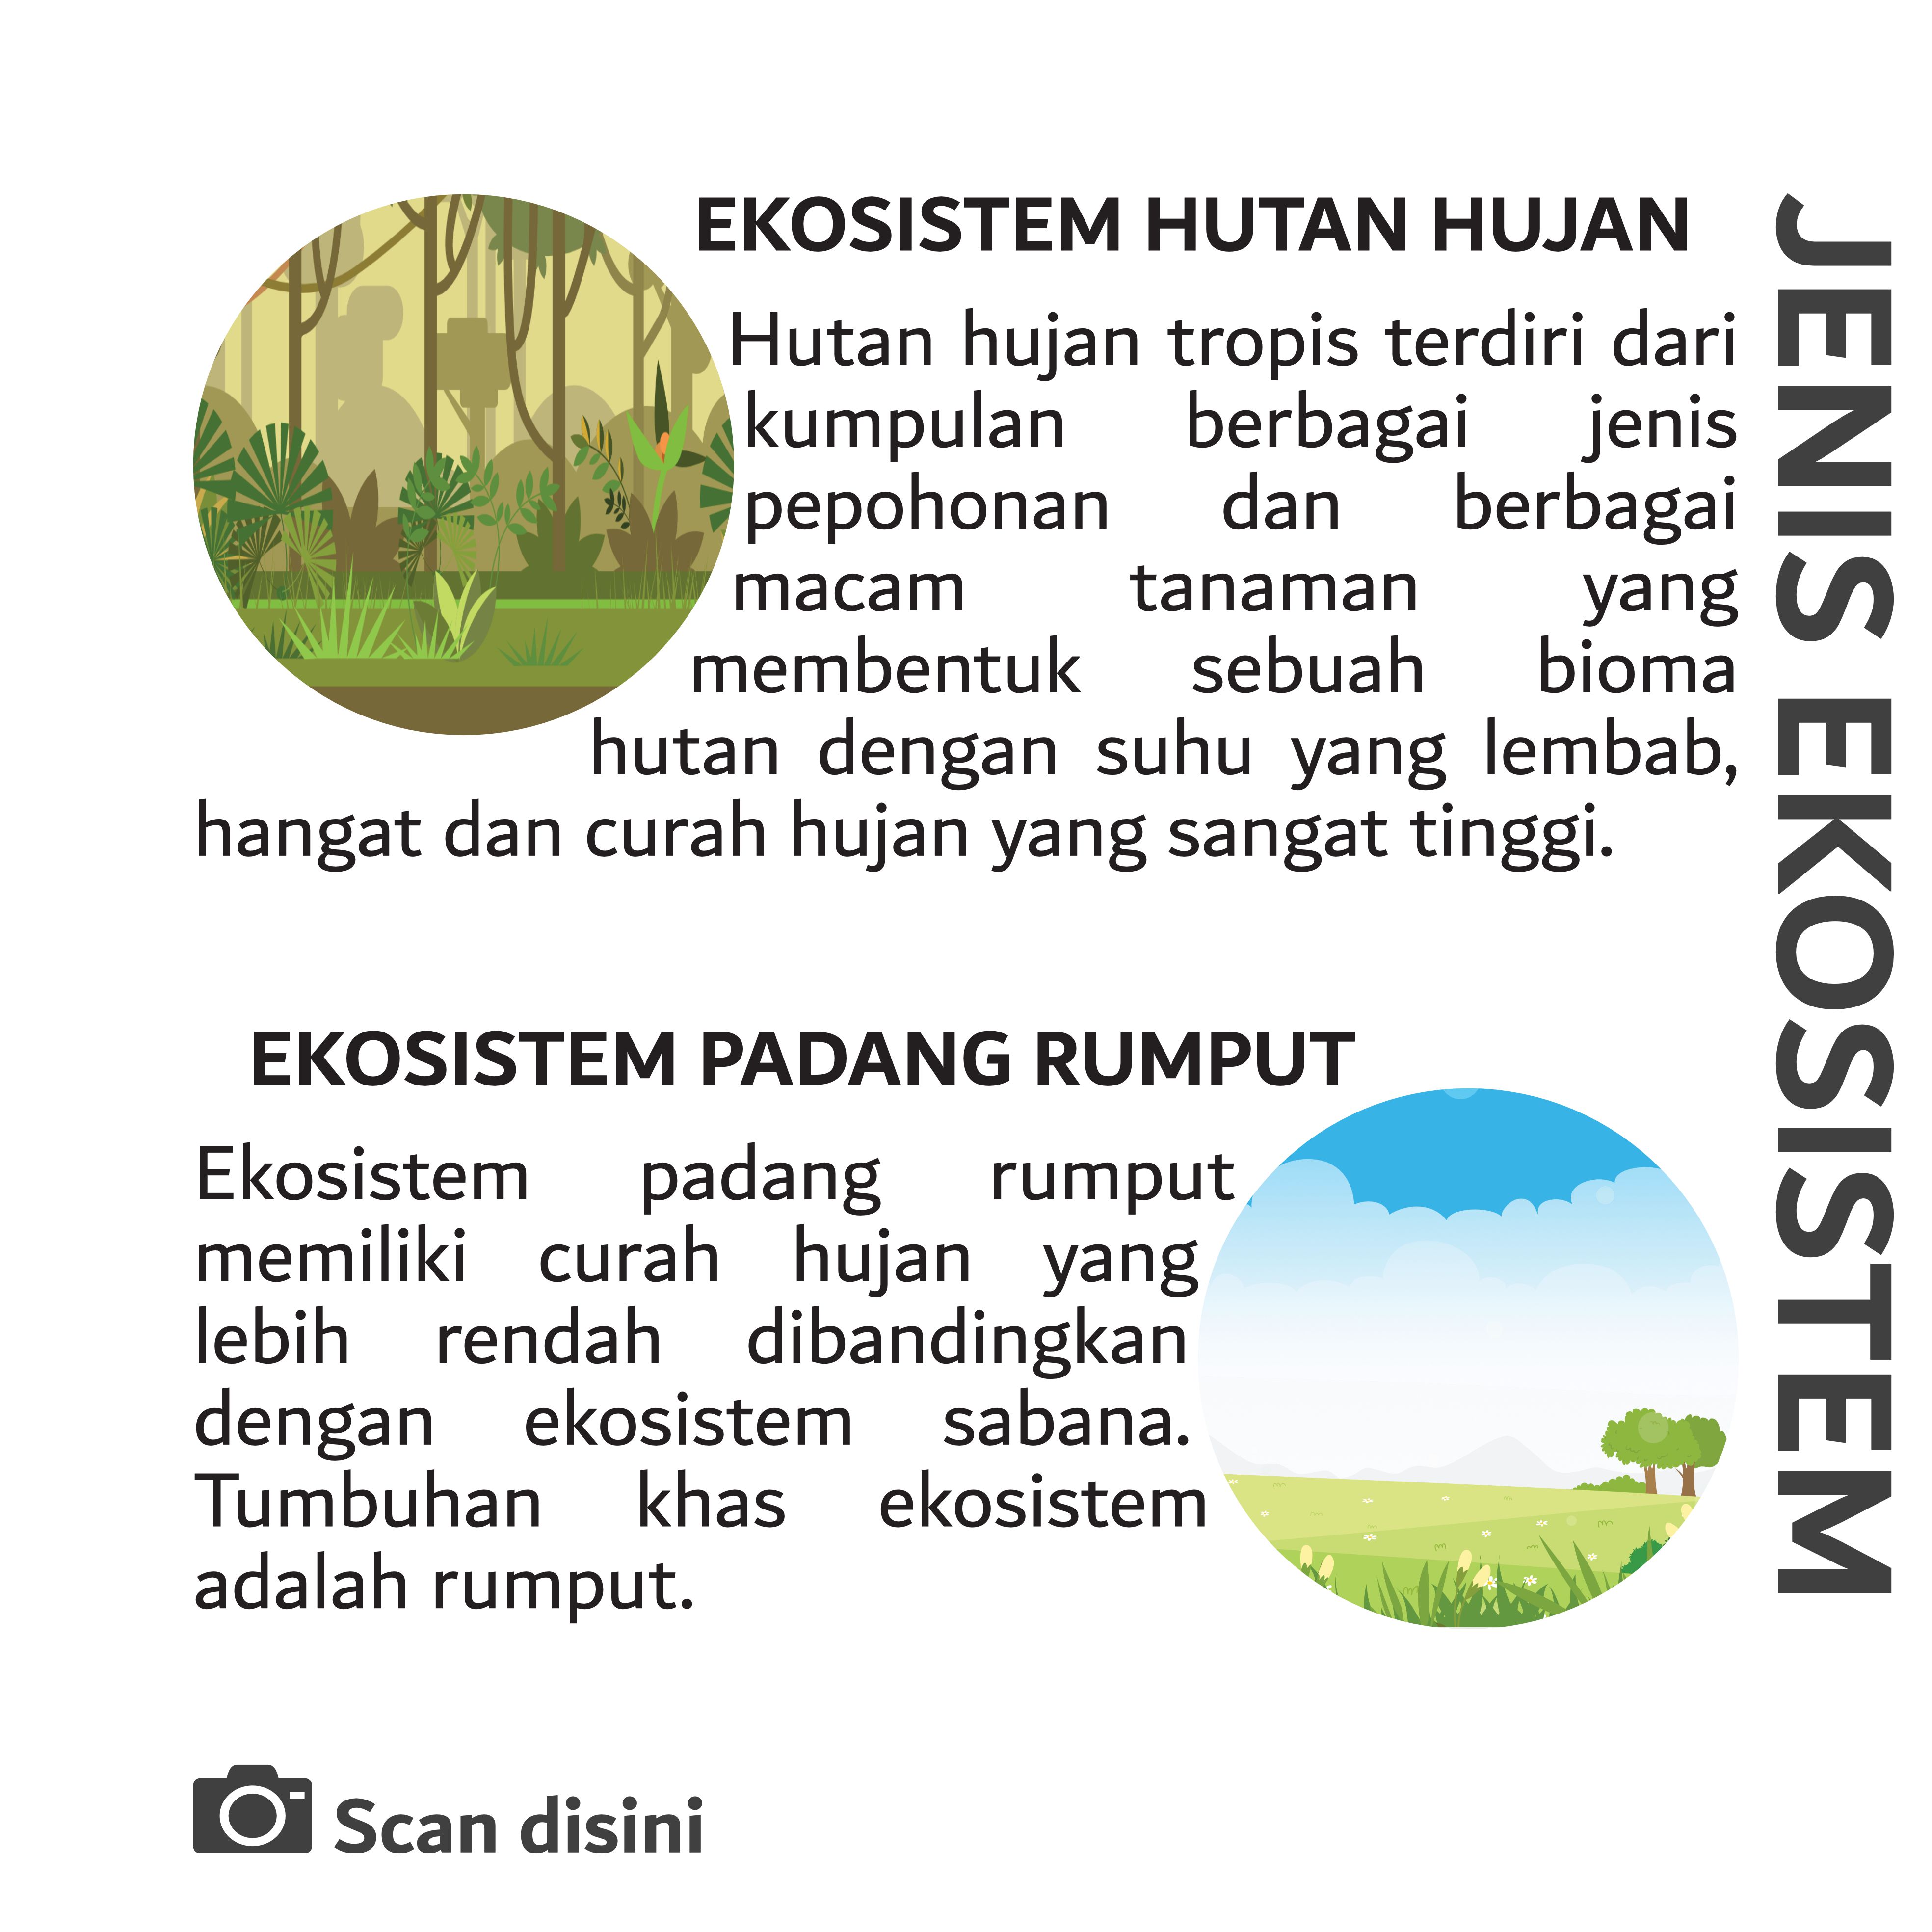 EKOSISTEM HUTAN HUJAN
Hutan hujan tropis terdiri dari
kumpulan berbagai jenis
pepohonan dan berbagai
macam tanaman yang
membentuk sebuah bioma
hutan dengan suhu yang lembab,
hangat dan curah hujan yang sangat tinggi.
EKOSISTEM PADANG RUMPUT
Ekosistem padang rumput
memiliki curah hujan yang
lebih rendah dibandingkan
dengan ekosistem sabana.
Tumbuhan khas ekosistem
adalah rumput.
Scan disini
JENIS EKOSISTEM